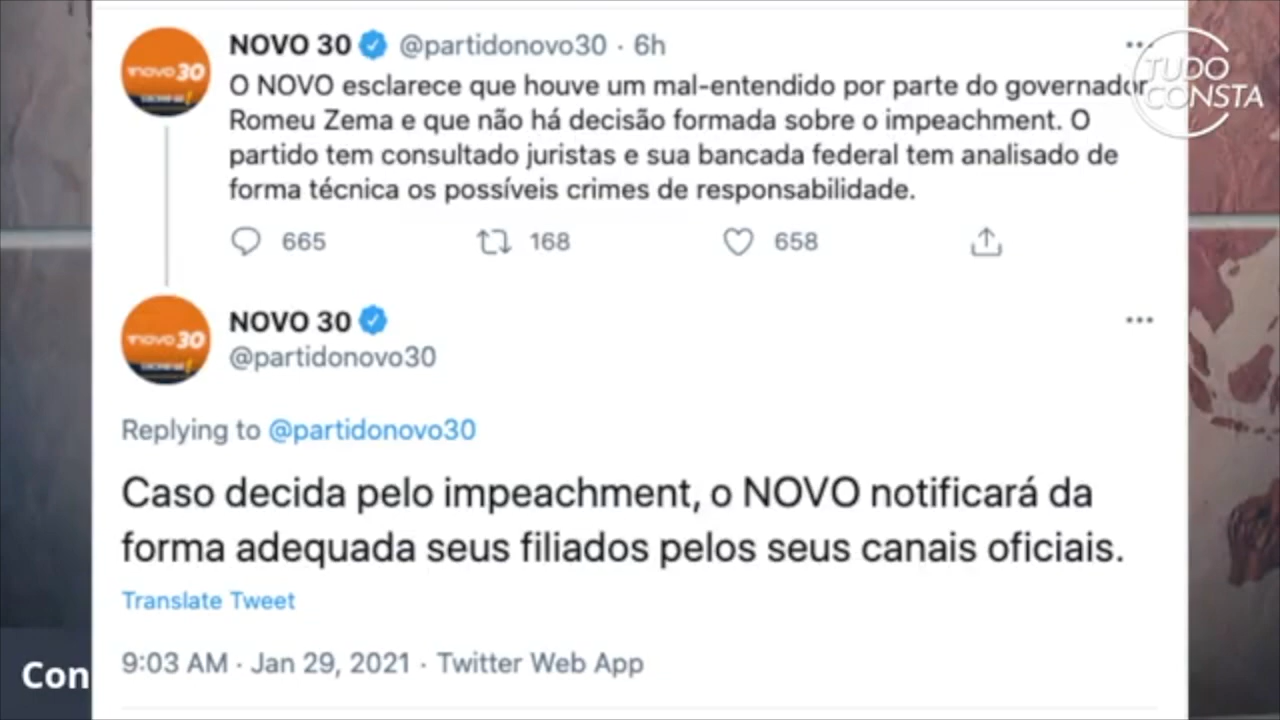 NOVO 30 @partidonovo30 · 6h
TUDO
CONSTA
O NOVO esclarece que houve um mal-entendido por parte do governador
Romeu Zema e que não há decisão formada sobre o impeachment. O
partido tem consultado juristas e sua bancada federal tem analisado de
forma técnica os possíveis crimes de responsabilidade.
665 168 658
NOVO 30
@partidonovo30
Replying to @partidonovo30
Caso decida pelo impeachment, o NOVO notificará da
forma adequada seus filiados pelos seus canais oficiais.
Translate Tweet
9:03 AM · Jan 29, 2021 · Twitter Web App
Con
novo 30
novo 30